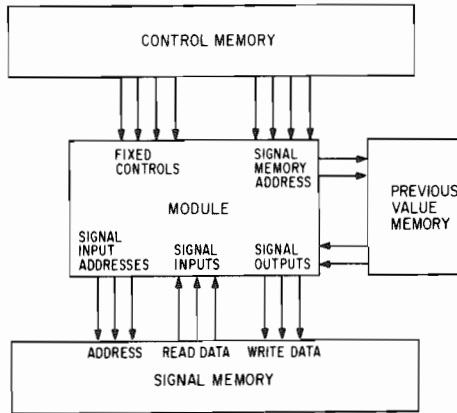 CONTROL MEMORY
FIXED
CONTROLS
SIGNAL
MEMORY
ADDRESS
MODULE
PREVIOUS
VALUE
MEMORY
SIGNAL
INPUT
ADDRESSES
SIGNAL
INPUTS
SIGNAL
OUTPUTS
ADDRESS
READ DATA
WRITE DATA
SIGNAL MEMORY